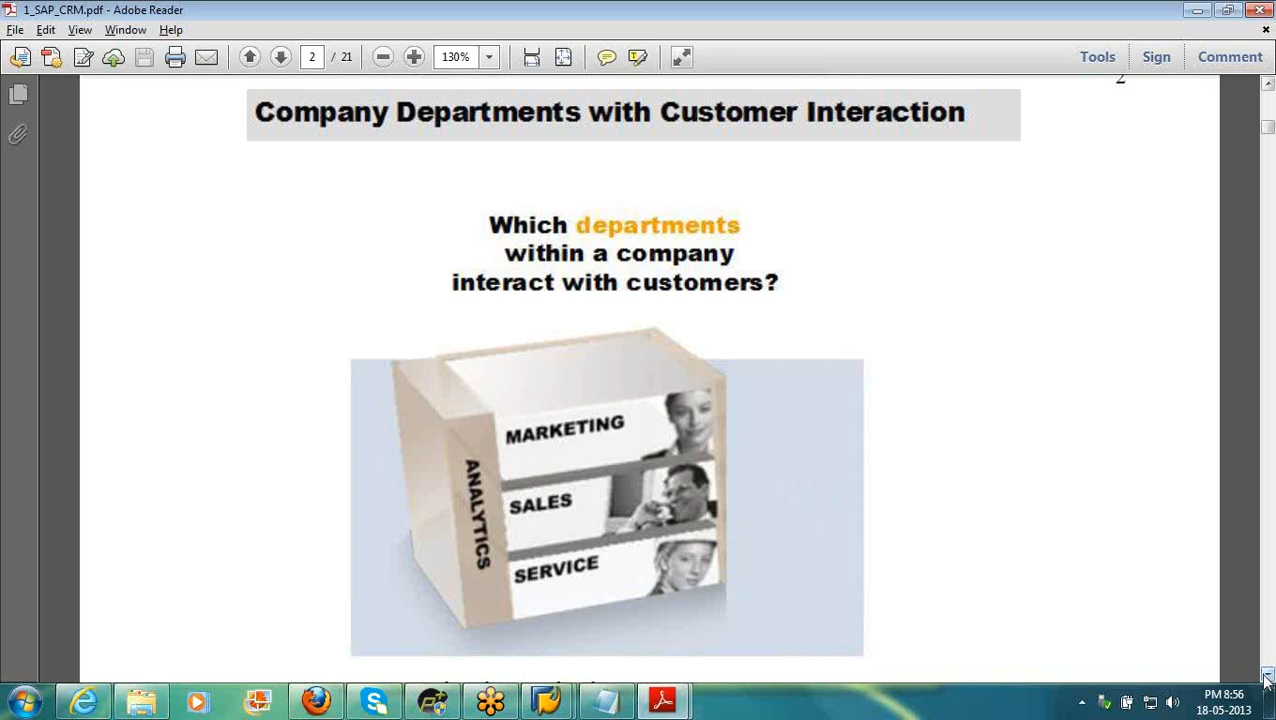 1_SAP_CRM.pdf - Adobe Reader
File Edit View Window Help
2 / 21 130% Tools Sign Comment
2
Company Departments with Customer Interaction
Which departments
within a company
interact with customers?
ANALYTICS
MARKETING
SALES
SERVICE
PM 8:56
18-05-2013